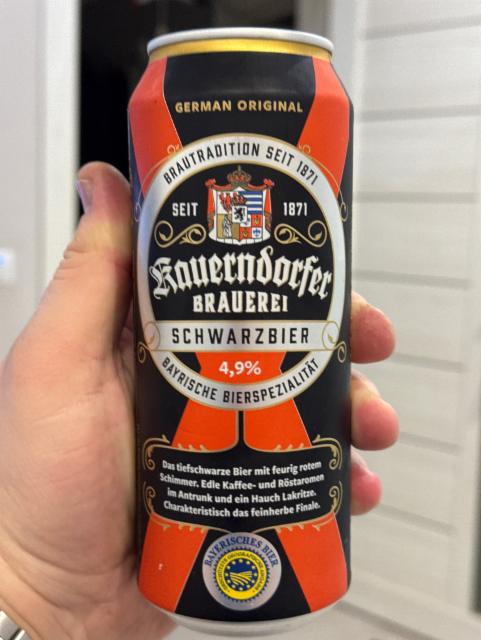 GERMAN ORIGINAL
BRAUTRADITION SEIT 1871
SEIT 1871
Kauerndorfer
BRAUEREI
SCHWARZBIER
4,9%
BAYRISCHE BIERSPEZIALITÄT
Das tiefschwarze Bier mit feurig rotem
Schimmer. Edle Kaffee- und Röstaromen
im Antrunk und ein Hauch Lakritze.
Charakteristisch das feinherbe Finale.
BAYERISCHES BIER